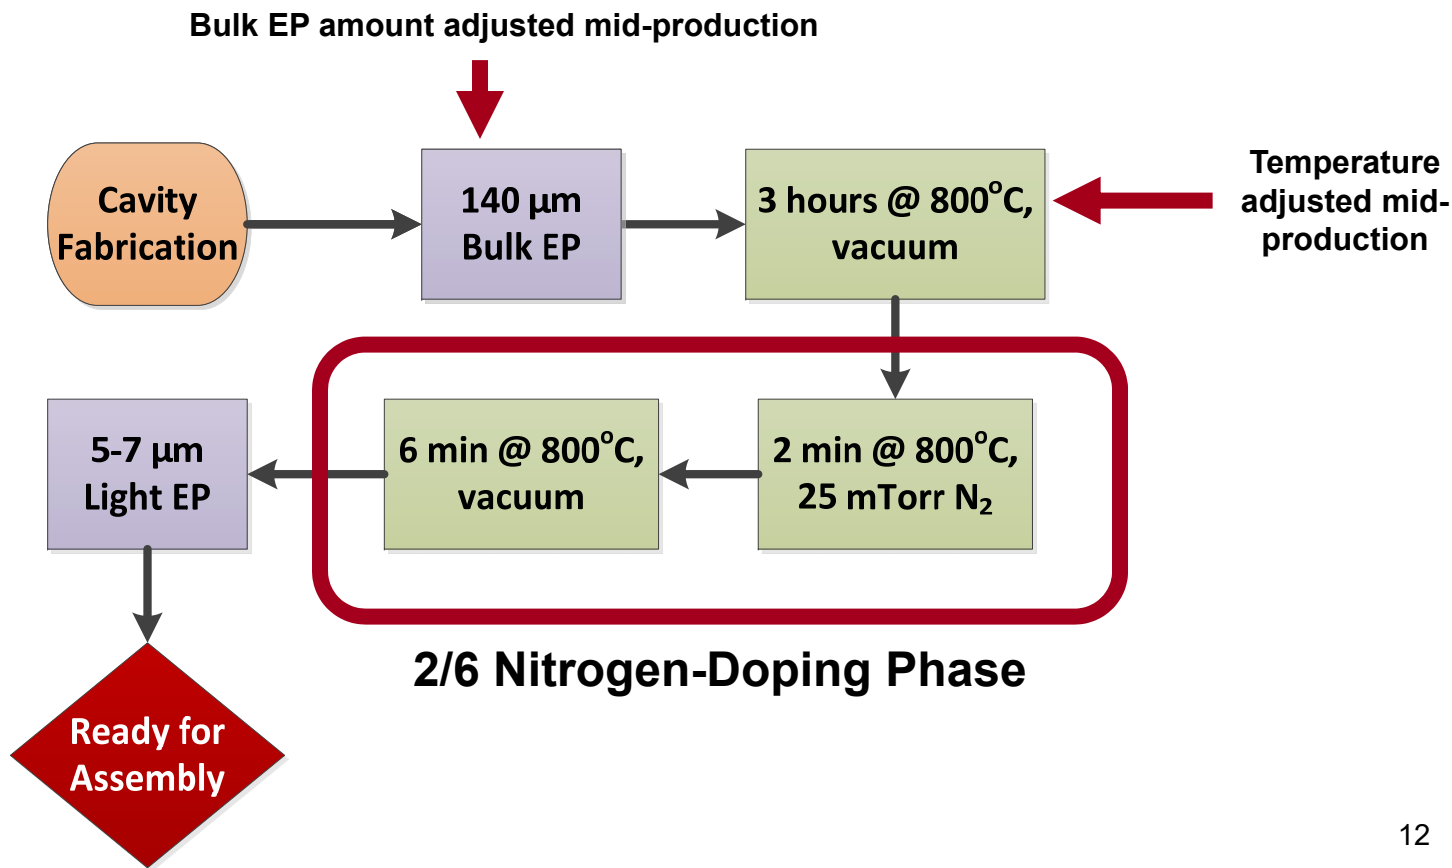 Bulk EP amount adjusted mid-production
Cavity
Fabrication
140 µm
Bulk EP
3 hours @ 800°C,
vacuum
Temperature
adjusted mid-
production
2 min @ 800°C,
25 mTorr N₂
6 min @ 800°C,
vacuum
5-7 µm
Light EP
2/6 Nitrogen-Doping Phase
Ready for
Assembly
12